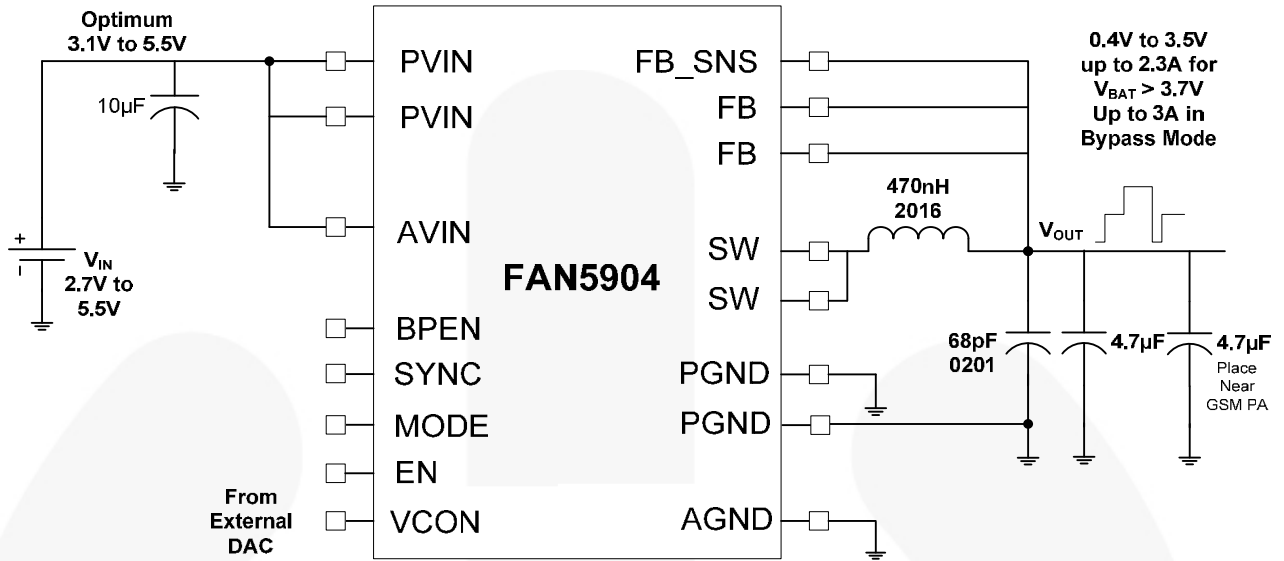 Optimum
3.1V to 5.5V
10µF
+
–
VIN
2.7V to
5.5V
From
External
DAC
PVIN
PVIN
AVIN
BPEN
SYNC
MODE
EN
VCON
FAN5904
FB_SNS
FB
FB
SW
SW
PGND
PGND
AGND
470nH
2016
VOUT
0.4V to 3.5V
up to 2.3A for
VBAT > 3.7V
Up to 3A in
Bypass Mode
68pF
0201
4.7µF
4.7µF
Place
Near
GSM PA